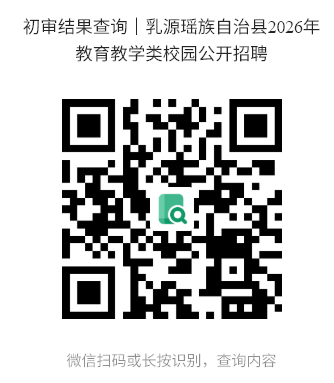 初审结果查询｜乳源瑶族自治县2026年
教育教学类校园公开招聘
微信扫码或长按识别，查询内容